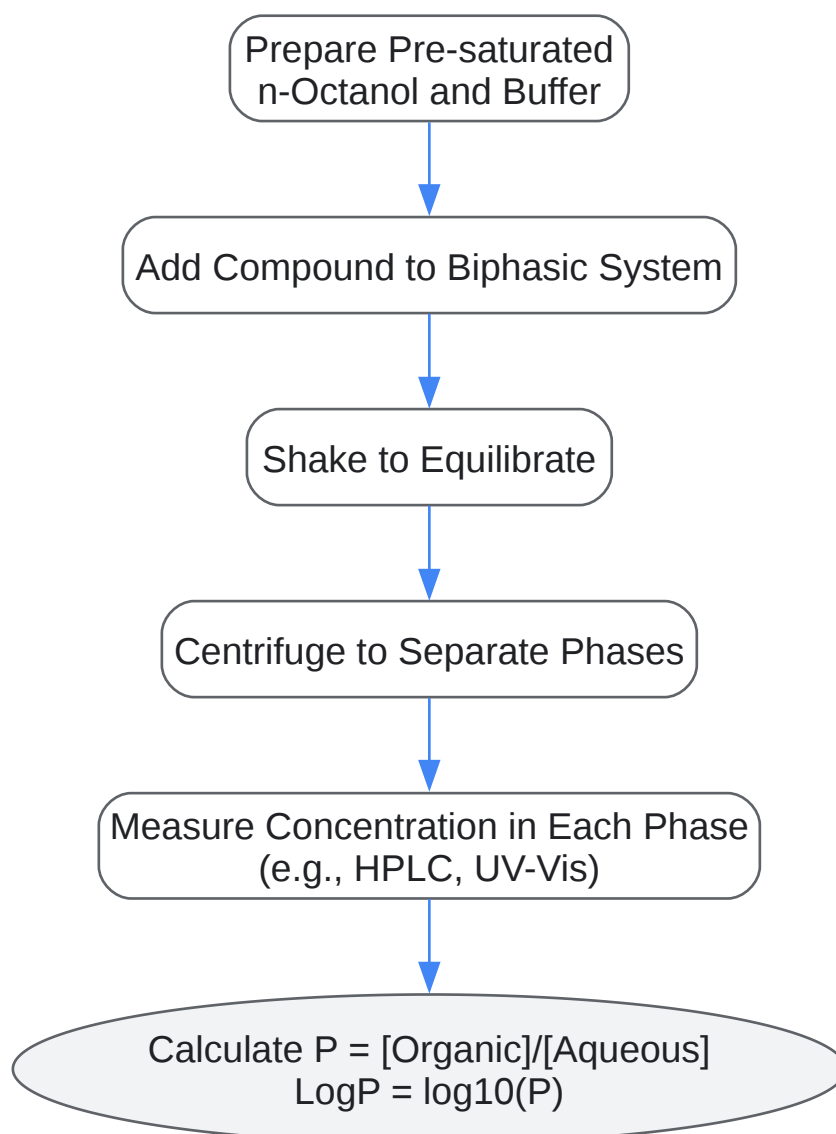 Prepare Pre-saturated
n-Octanol and Buffer
Add Compound to Biphasic System
Shake to Equilibrate
Centrifuge to Separate Phases
Measure Concentration in Each Phase
(e.g., HPLC, UV-Vis)
Calculate P = [Organic]/[Aqueous]
LogP = log10(P)